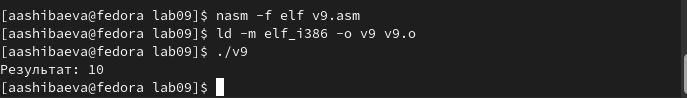 [aashibaeva@fedora lab09]$ nasm -f elf v9.asm
[aashibaeva@fedora lab09]$ ld -m elf_i386 -o v9 v9.o
[aashibaeva@fedora lab09]$ ./v9
Результат: 10
[aashibaeva@fedora lab09]$